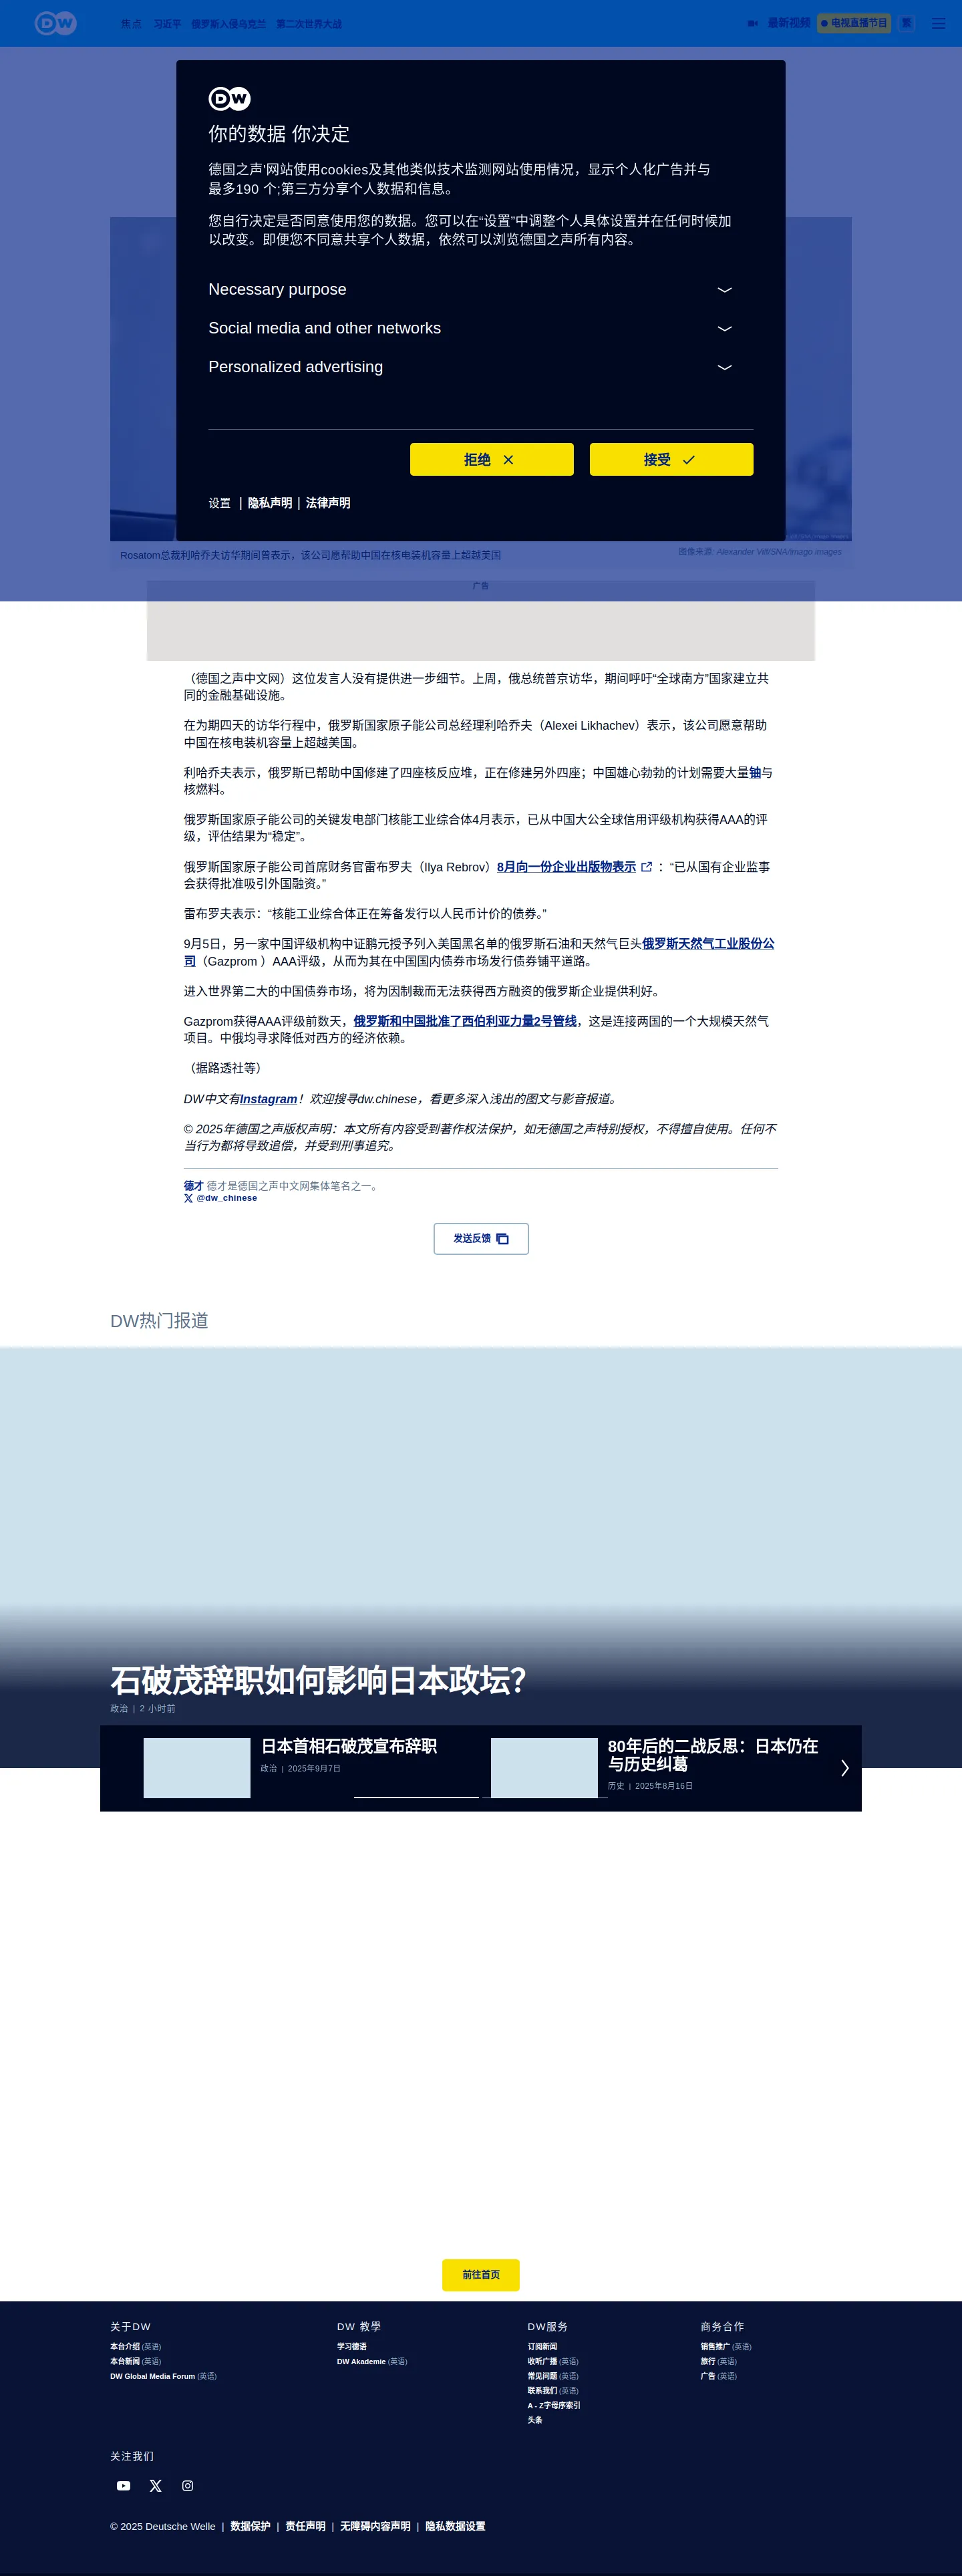 DW
焦点 习近平 俄罗斯入侵乌克兰 第二次世界大战
最新视频 电视直播节目 繁
DW
你的数据 你决定
德国之声'网站使用cookies及其他类似技术监测网站使用情况，显示个人化广告并与
最多190 个;第三方分享个人数据和信息。
您自行决定是否同意使用您的数据。您可以在“设置”中调整个人具体设置并在任何时候加
以改变。即便您不同意共享个人数据，依然可以浏览德国之声所有内容。
Necessary purpose
Social media and other networks
Personalized advertising
拒绝 接受
设置 | 隐私声明 | 法律声明
Rosatom总裁利哈乔夫访华期间曾表示，该公司愿帮助中国在核电装机容量上超越美国
图像来源: Alexander Vilf/SNA/Imago Images
广告
（德国之声中文网）这位发言人没有提供进一步细节。上周，俄总统普京访华，期间呼吁“全球南方”国家建立共
同的金融基础设施。
在为期四天的访华行程中，俄罗斯国家原子能公司总经理利哈乔夫（Alexei Likhachev）表示，该公司愿意帮助
中国在核电装机容量上超越美国。
利哈乔夫表示，俄罗斯已帮助中国修建了四座核反应堆，正在修建另外四座；中国雄心勃勃的计划需要大量铀与
核燃料。
俄罗斯国家原子能公司的关键发电部门核能工业综合体4月表示，已从中国大公全球信用评级机构获得AAA的评
级，评估结果为“稳定”。
俄罗斯国家原子能公司首席财务官雷布罗夫（Ilya Rebrov）8月向一份企业出版物表示 ：“已从国有企业监事
会获得批准吸引外国融资。”
雷布罗夫表示：“核能工业综合体正在筹备发行以人民币计价的债券。”
9月5日，另一家中国评级机构中证鹏元授予列入美国黑名单的俄罗斯石油和天然气巨头俄罗斯天然气工业股份公
司（Gazprom ）AAA评级，从而为其在中国国内债券市场发行债券铺平道路。
进入世界第二大的中国债券市场，将为因制裁而无法获得西方融资的俄罗斯企业提供利好。
Gazprom获得AAA评级前数天，俄罗斯和中国批准了西伯利亚力量2号管线，这是连接两国的一个大规模天然气
项目。中俄均寻求降低对西方的经济依赖。
（据路透社等）
DW中文有Instagram！欢迎搜寻dw.chinese，看更多深入浅出的图文与影音报道。
© 2025年德国之声版权声明：本文所有内容受到著作权法保护，如无德国之声特别授权，不得擅自使用。任何不
当行为都将导致追偿，并受到刑事追究。
德才 德才是德国之声中文网集体笔名之一。
@dw_chinese
发送反馈
DW热门报道
石破茂辞职如何影响日本政坛？
政治 | 2 小时前
日本首相石破茂宣布辞职
政治 | 2025年9月7日
80年后的二战反思：日本仍在
与历史纠葛
历史 | 2025年8月16日
前往首页
关于DW
本台介绍 (英语)
本台新闻 (英语)
DW Global Media Forum (英语)
DW 教學
学习德语
DW Akademie (英语)
DW服务
订阅新闻
收听广播 (英语)
常见问题 (英语)
联系我们 (英语)
A - Z字母序索引
头条
商务合作
销售推广 (英语)
旅行 (英语)
广告 (英语)
关注我们
© 2025 Deutsche Welle | 数据保护 | 责任声明 | 无障碍内容声明 | 隐私数据设置